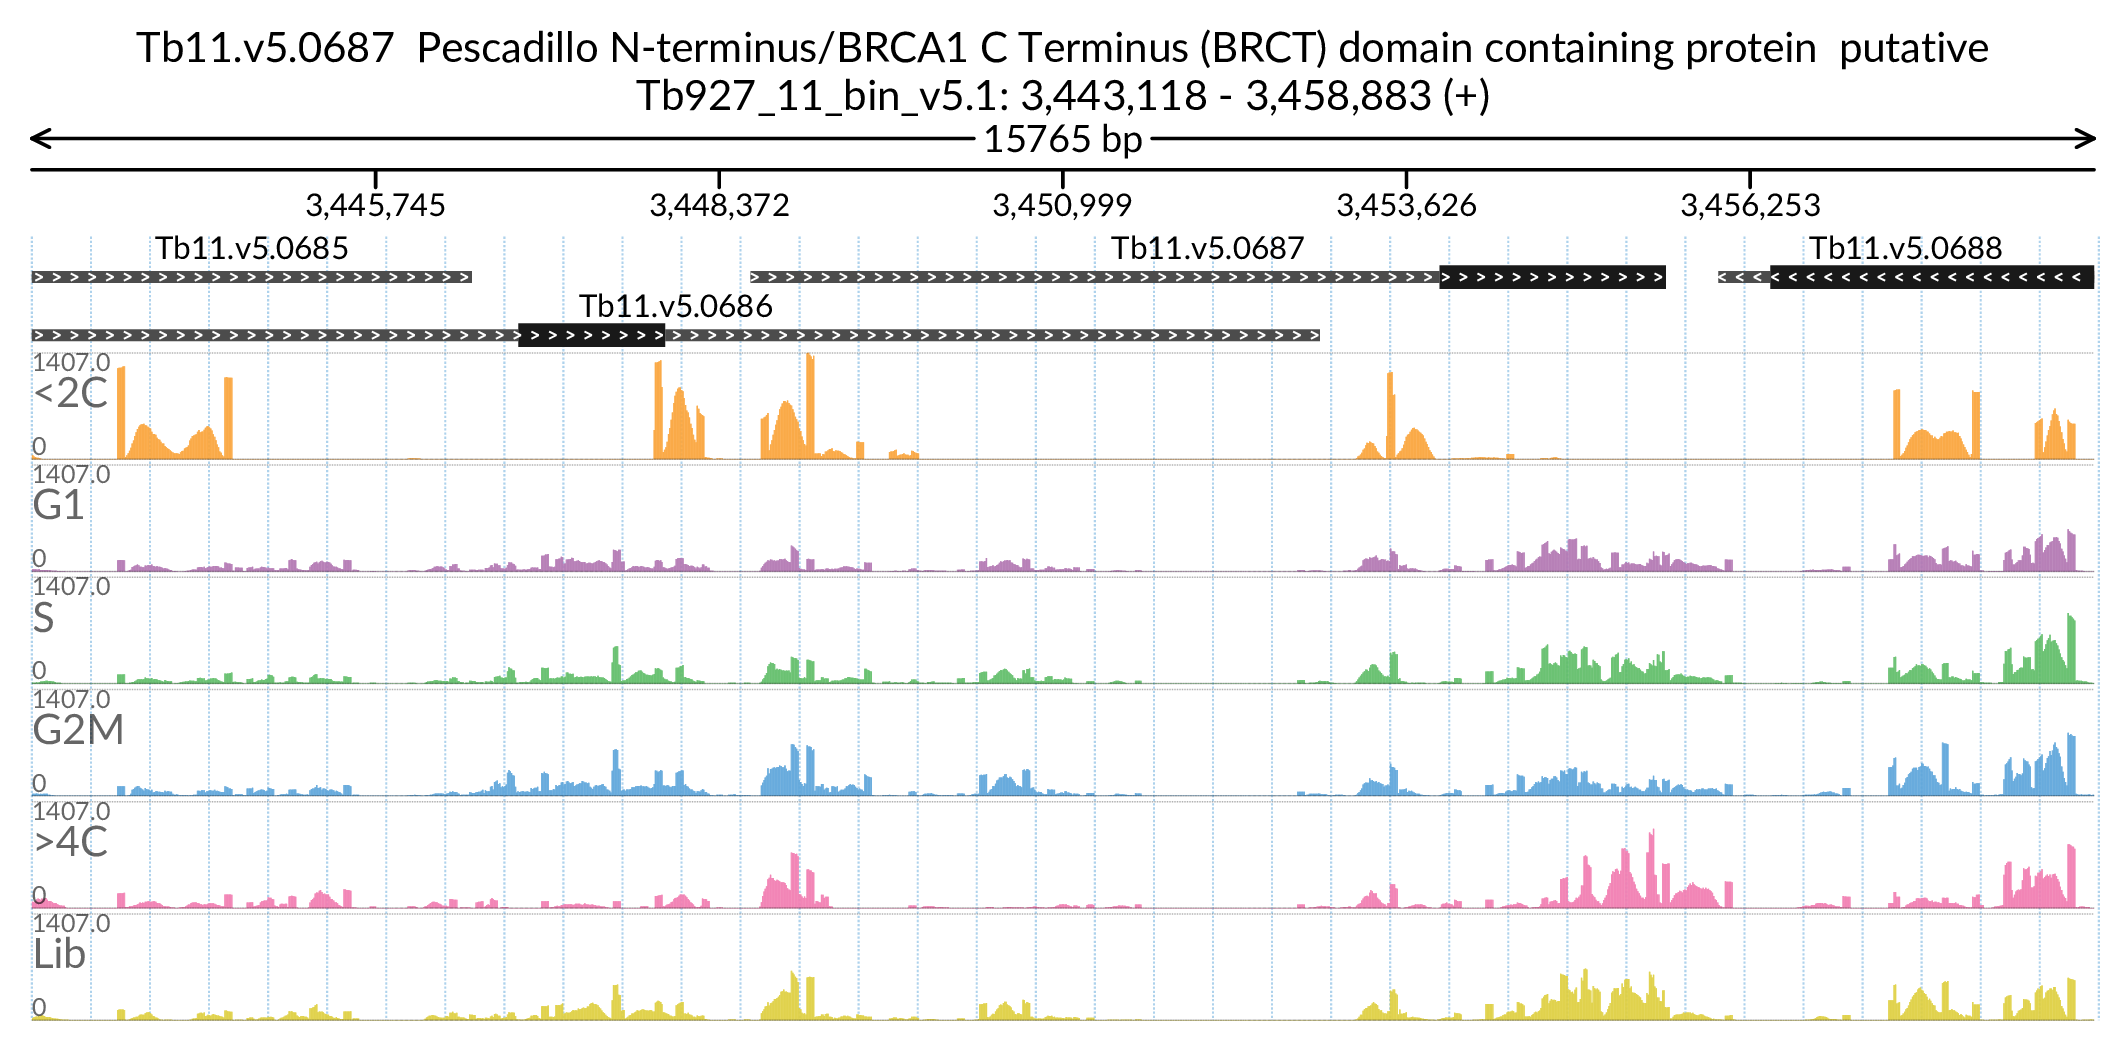 Tb11.v5.0687  Pescadillo N-terminus/BRCA1 C Terminus (BRCT) domain containing protein  putative
Tb927_11_bin_v5.1: 3,443,118 - 3,458,883 (+)
15765 bp
3,445,745 3,448,372 3,450,999 3,453,626 3,456,253
Tb11.v5.0685 Tb11.v5.0687 Tb11.v5.0688
Tb11.v5.0686
1407.0
<2C
0
1407.0
G1
0
1407.0
S
0
1407.0
G2M
0
1407.0
>4C
0
1407.0
Lib
0